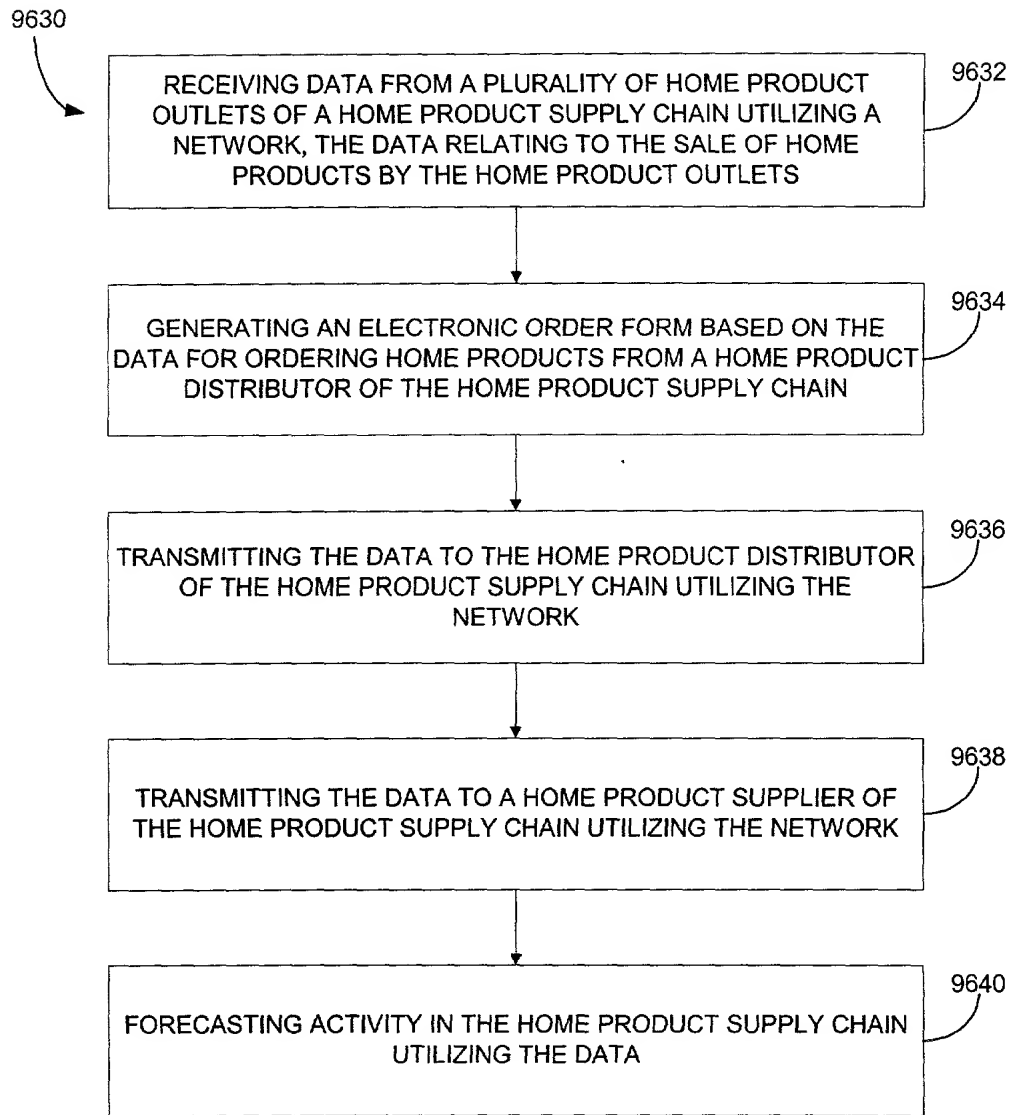 9630
RECEIVING DATA FROM A PLURALITY OF HOME PRODUCT
OUTLETS OF A HOME PRODUCT SUPPLY CHAIN UTILIZING A
NETWORK, THE DATA RELATING TO THE SALE OF HOME
PRODUCTS BY THE HOME PRODUCT OUTLETS
9632
GENERATING AN ELECTRONIC ORDER FORM BASED ON THE
DATA FOR ORDERING HOME PRODUCTS FROM A HOME PRODUCT
DISTRIBUTOR OF THE HOME PRODUCT SUPPLY CHAIN
9634
TRANSMITTING THE DATA TO THE HOME PRODUCT DISTRIBUTOR
OF THE HOME PRODUCT SUPPLY CHAIN UTILIZING THE
NETWORK
9636
TRANSMITTING THE DATA TO A HOME PRODUCT SUPPLIER OF
THE HOME PRODUCT SUPPLY CHAIN UTILIZING THE NETWORK
9638
FORECASTING ACTIVITY IN THE HOME PRODUCT SUPPLY CHAIN
UTILIZING THE DATA
9640